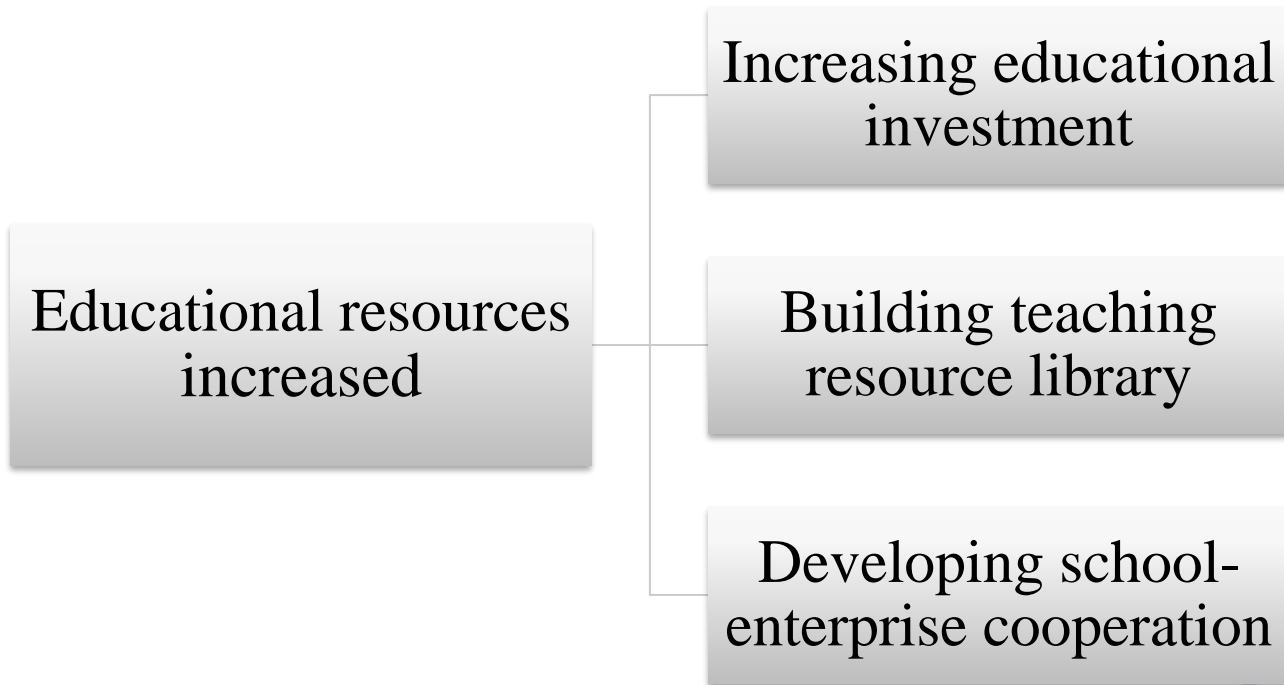 Increasing educational
investment
Educational resources
increased
Building teaching
resource library
Developing school-
enterprise cooperation